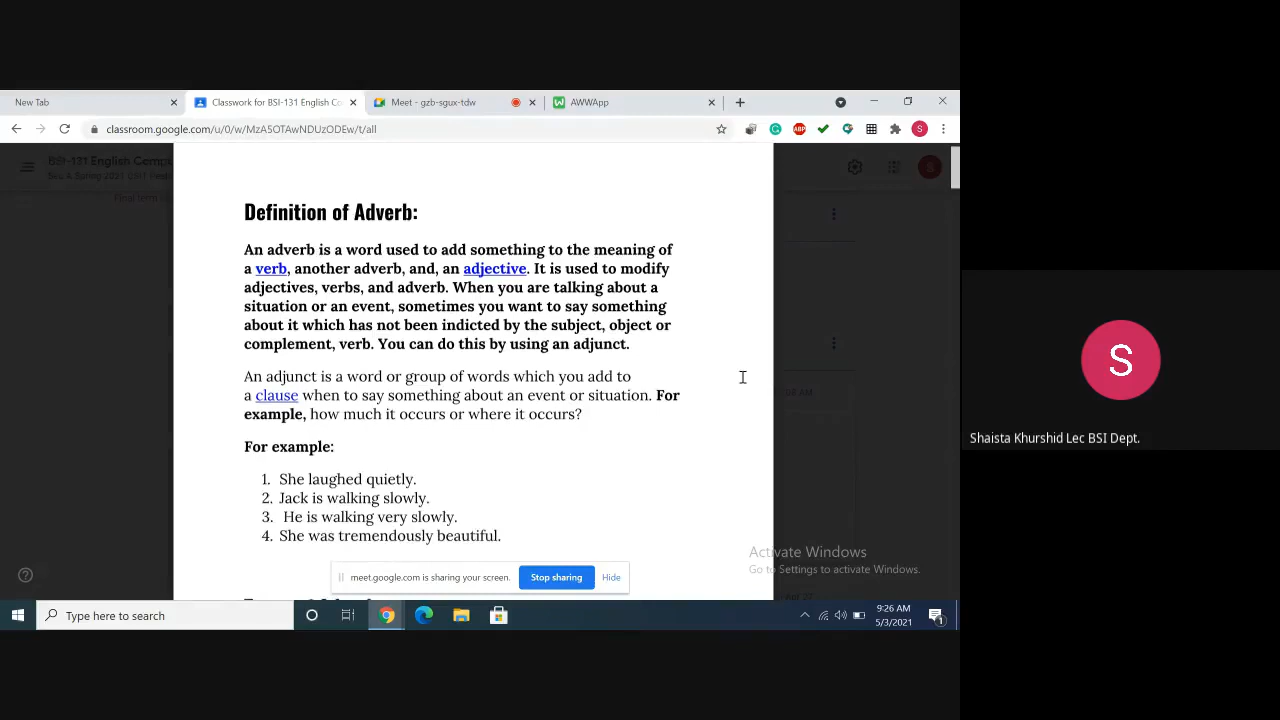 New Tab
Classwork for BSI-131 English Co
Meet - gzb-sgux-tdw
AWWApp
classroom.google.com/u/0/w/MzA5OTAwNDUzODEw/t/all
ABP
S
BSI-131 English Compu
S
Definition of Adverb:
An adverb is a word used to add something to the meaning of
a verb, another adverb, and, an adjective. It is used to modify
adjectives, verbs, and adverb. When you are talking about a
situation or an event, sometimes you want to say something
about it which has not been indicted by the subject, object or
complement, verb. You can do this by using an adjunct.
An adjunct is a word or group of words which you add to
a clause when to say something about an event or situation. For
example, how much it occurs or where it occurs?
For example:
1. She laughed quietly.
2. Jack is walking slowly.
3. He is walking very slowly.
4. She was tremendously beautiful.
Activate Windows
Go to Settings to activate Windows.
meet.google.com is sharing your screen.
Stop sharing
Hide
Type here to search
9:26 AM
5/3/2021
1
S
Shaista Khurshid Lec BSI Dept.